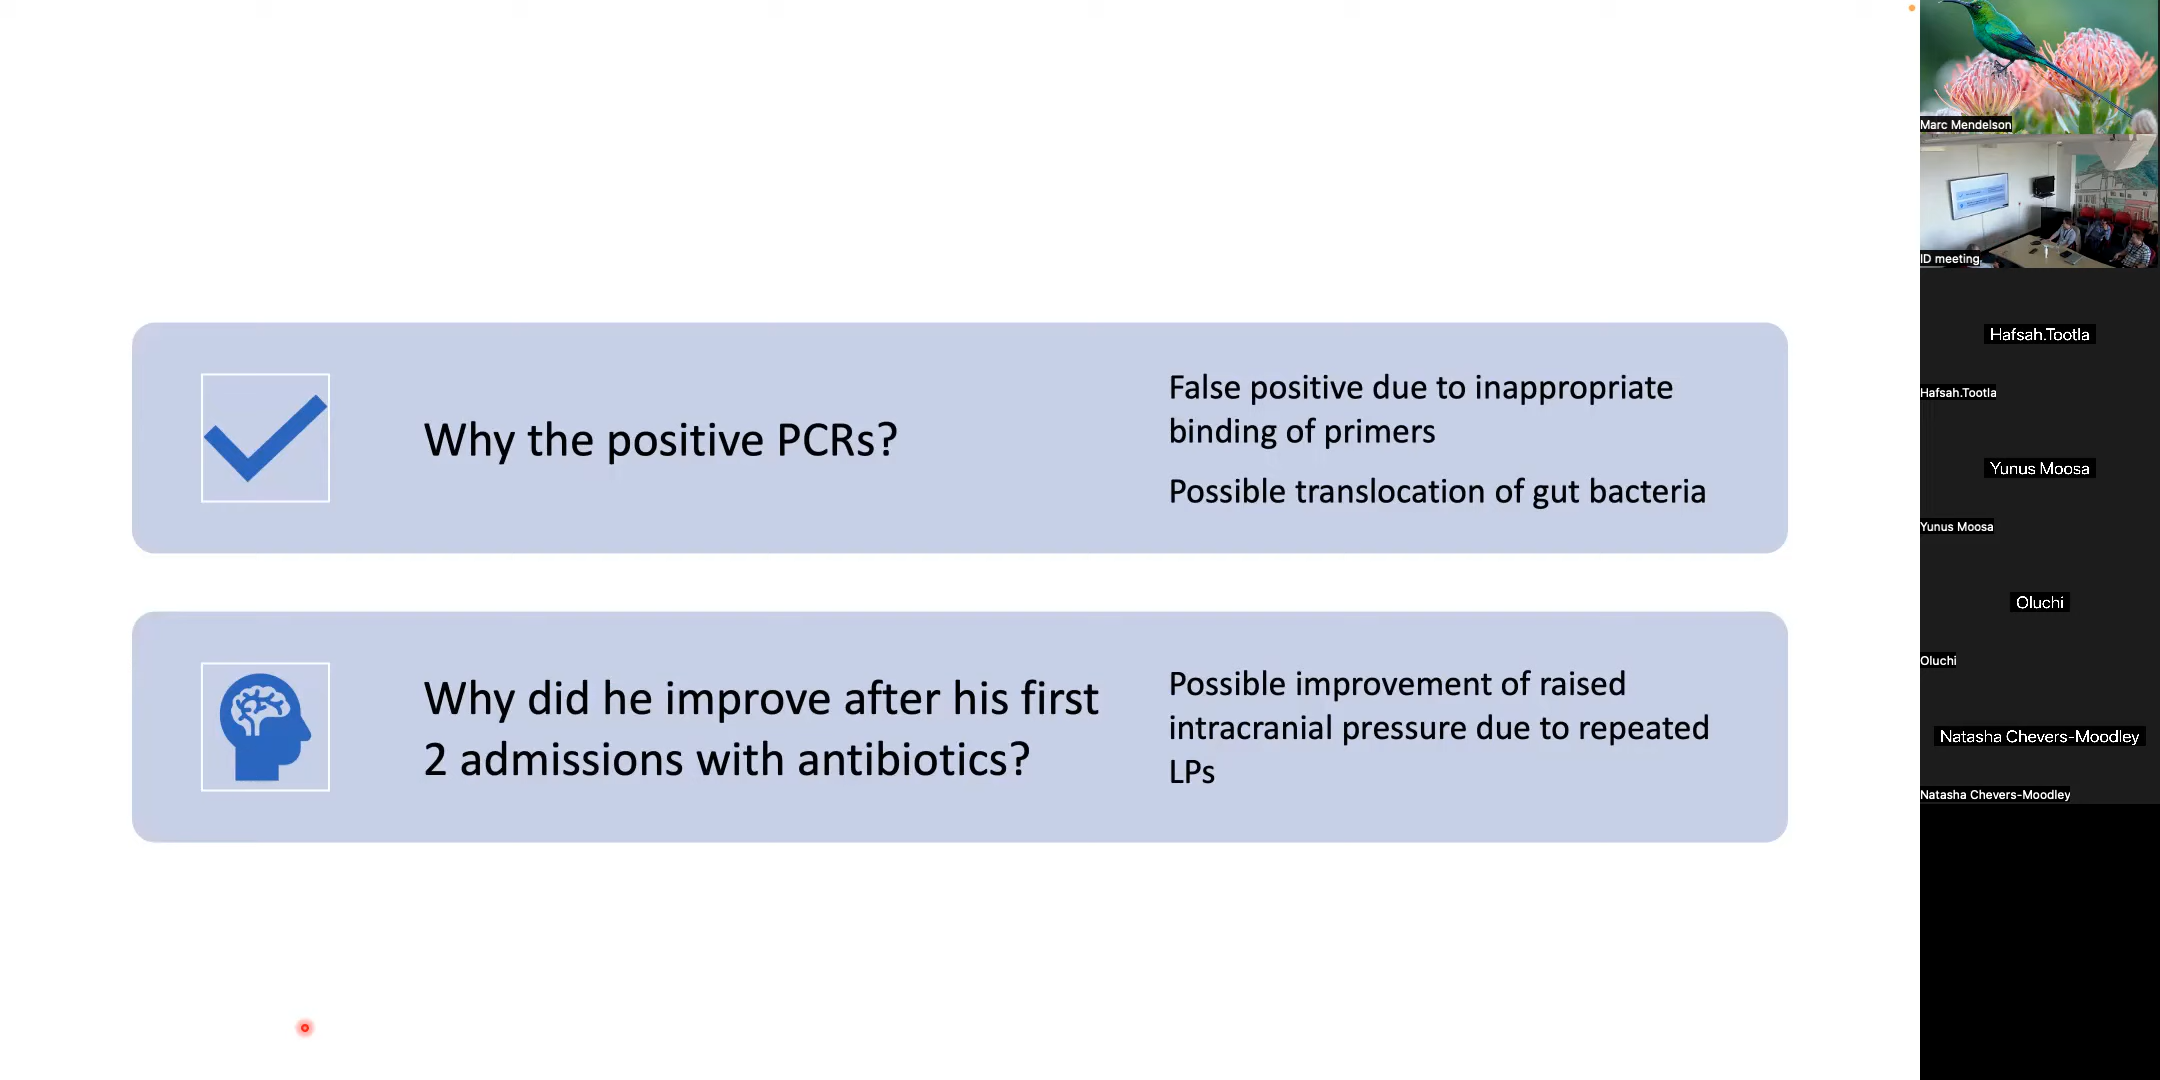 Why the positive PCRs?
False positive due to inappropriate
binding of primers
Possible translocation of gut bacteria
Why did he improve after his first
2 admissions with antibiotics?
Possible improvement of raised
intracranial pressure due to repeated
LPs
Marc Mendelson
ID meeting
Hafsah.Tootla
Hafsah.Tootla
Yunus Moosa
Yunus Moosa
Oluchi
Oluchi
Natasha Chevers-Moodley
Natasha Chevers-Moodley